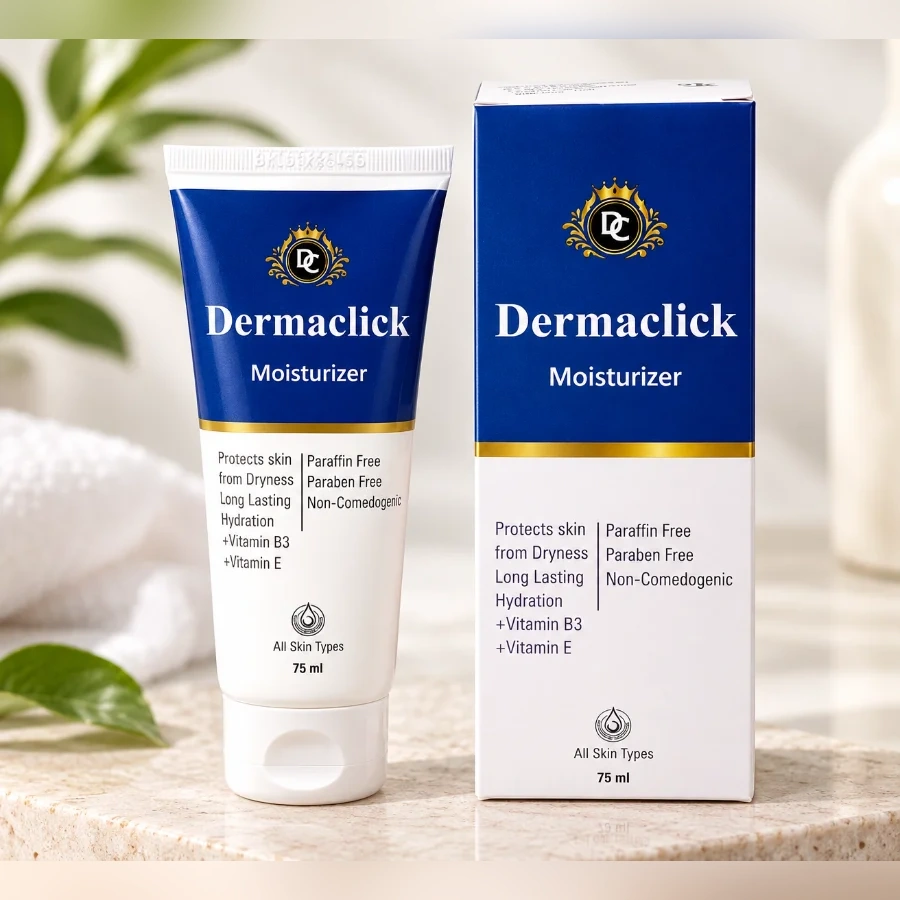 DC
Dermaclick
Moisturizer
Protects skin
from Dryness
Long Lasting
Hydration
+Vitamin B3
+Vitamin E
Paraffin Free
Paraben Free
Non-Comedogenic
All Skin Types
75 ml
DC
Dermaclick
Moisturizer
Protects skin
from Dryness
Long Lasting
Hydration
+Vitamin B3
+Vitamin E
Paraffin Free
Paraben Free
Non-Comedogenic
All Skin Types
75 ml